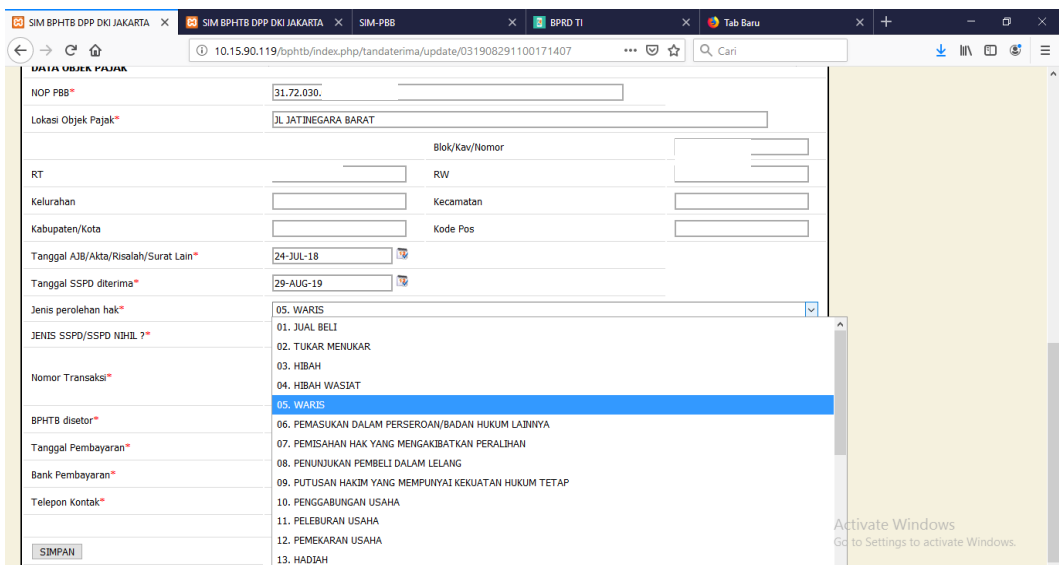 SIM BPHTB DPP DKI JAKARTA
SIM BPHTB DPP DKI JAKARTA
SIM-PBB
BPRD TI
Tab Baru
10.15.90.119/bphtb/index.php/tandaterima/update/031908291100171407
Cari
DATA OBJEK PAJAK
NOP PBB* 31.72.030.
Lokasi Objek Pajak* JL JATINEGARA BARAT
Blok/Kav/Nomor
RT RW
Kelurahan Kecamatan
Kabupaten/Kota Kode Pos
Tanggal AJB/Akta/Risalah/Surat Lain* 24-JUL-18
Tanggal SSPD diterima* 29-AUG-19
Jenis perolehan hak* 05. WARIS
JENIS SSPD/SSPD NIHIL ?*
Nomor Transaksi*
BPHTB disetor*
Tanggal Pembayaran*
Bank Pembayaran*
Telepon Kontak*
SIMPAN
01. JUAL BELI
02. TUKAR MENUKAR
03. HIBAH
04. HIBAH WASIAT
05. WARIS
06. PEMASUKAN DALAM PERSEROAN/BADAN HUKUM LAINNYA
07. PEMISAHAN HAK YANG MENGAKIBATKAN PERALIHAN
08. PENUNJUKAN PEMBELI DALAM LELANG
09. PUTUSAN HAKIM YANG MEMPUNYAI KEKUATAN HUKUM TETAP
10. PENGGABUNGAN USAHA
11. PELEBURAN USAHA
12. PEMEKARAN USAHA
13. HADIAH
Activate Windows
Go to Settings to activate Windows.